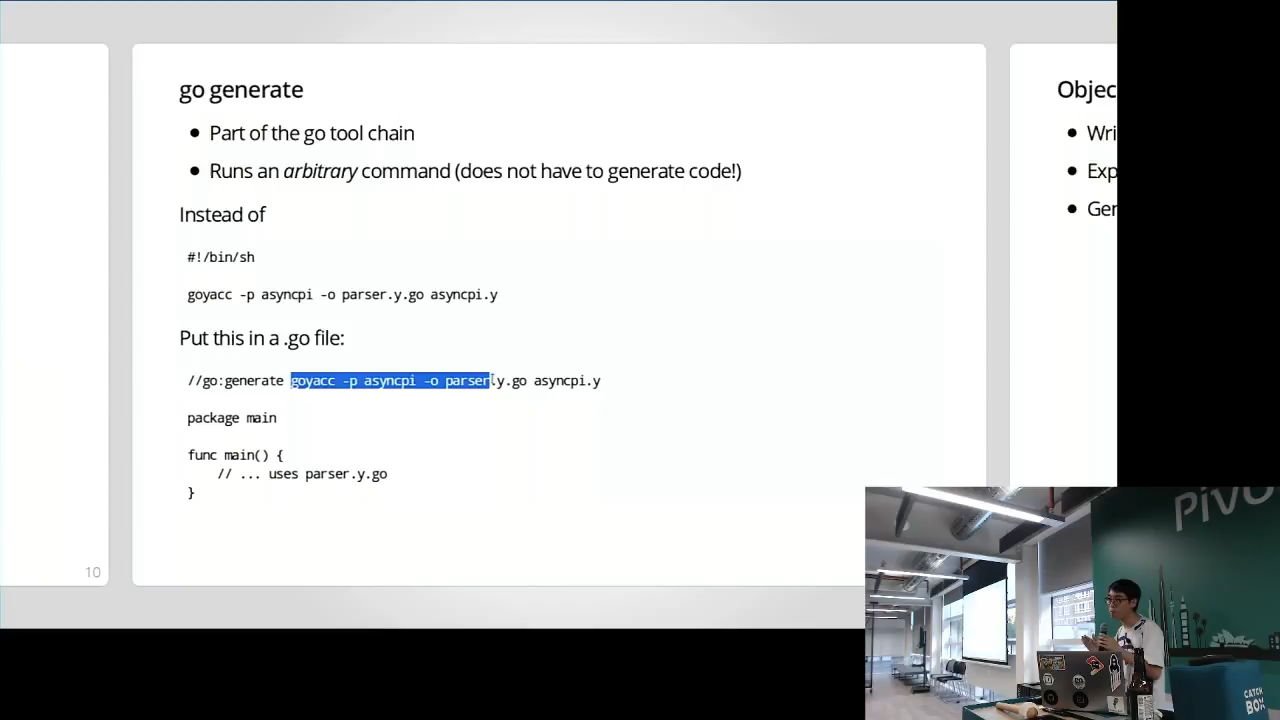 go generate
● Part of the go tool chain
● Runs an arbitrary command (does not have to generate code!)
Instead of
#!/bin/sh
goyacc -p asyncpi -o parser.y.go asyncpi.y
Put this in a .go file:
//go:generate goyacc -p asyncpi -o parser.y.go asyncpi.y
package main
func main() {
// ... uses parser.y.go
}
10
Objec
● Wri
● Exp
● Ger
Pivo
CATCH
BOX